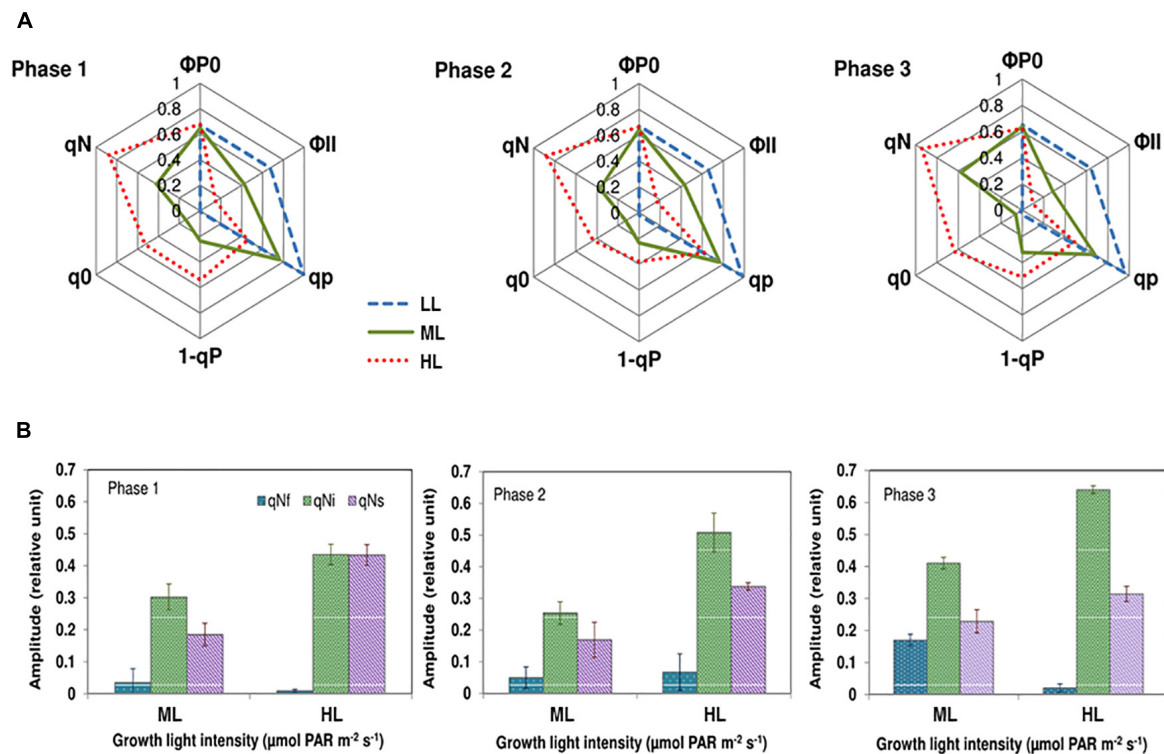 A
Phase 1
ΦP0
1
0.8
0.6
0.4
0.2
0
qN
ΦII
q0
qp
1-qP
LL
ML
HL
Phase 2
ΦP0
1
0.8
0.6
0.4
0.2
0
qN
ΦII
q0
qp
1-qP
Phase 3
ΦP0
1
0.8
0.6
0.4
0.2
0
qN
ΦII
q0
qp
1-qP
B
Amplitude (relative unit)
0.7
0.6
0.5
0.4
0.3
0.2
0.1
0
Phase 1
qNf qNi qNs
ML HL
Growth light intensity (µmol PAR m⁻² s⁻¹)
Amplitude (relative unit)
0.7
0.6
0.5
0.4
0.3
0.2
0.1
0
Phase 2
ML HL
Growth light intensity (µmol PAR m⁻² s⁻¹)
Amplitude (relative unit)
0.7
0.6
0.5
0.4
0.3
0.2
0.1
0
Phase 3
ML HL
Growth light intensity (µmol PAR m⁻² s⁻¹)